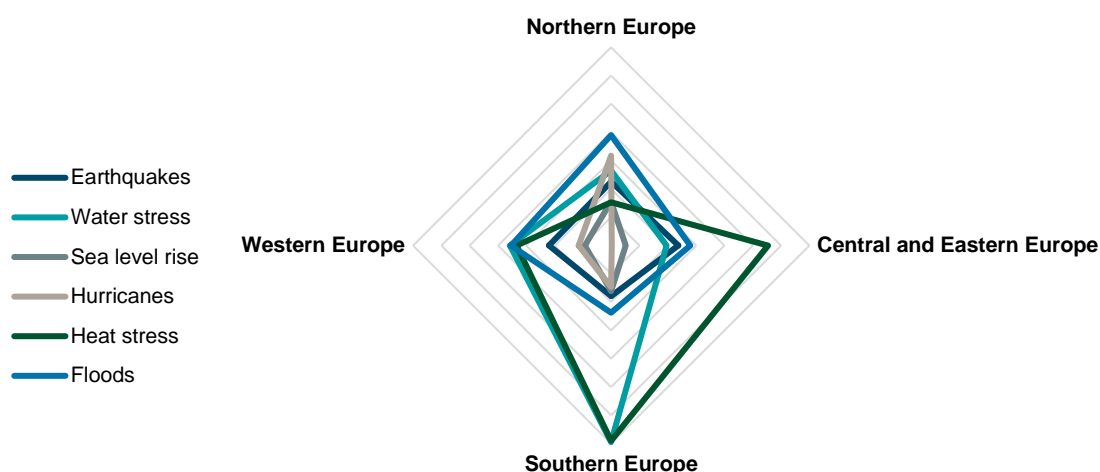 Northern Europe
Earthquakes
Water stress
Sea level rise
Hurricanes
Heat stress
Floods
Western Europe
Central and Eastern Europe
Southern Europe